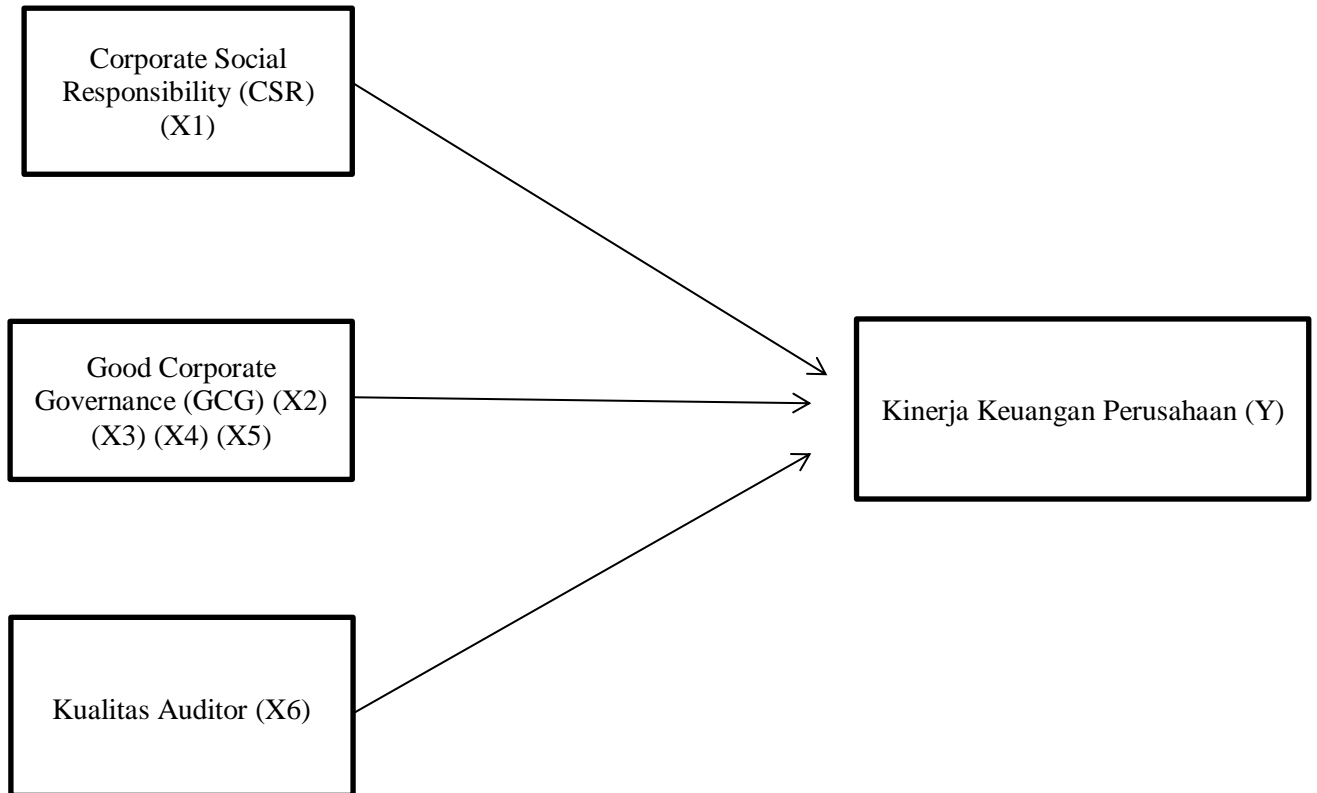 Corporate Social
Responsibility (CSR)
(X1)
Good Corporate
Governance (GCG) (X2)
(X3) (X4) (X5)
Kinerja Keuangan Perusahaan (Y)
Kualitas Auditor (X6)